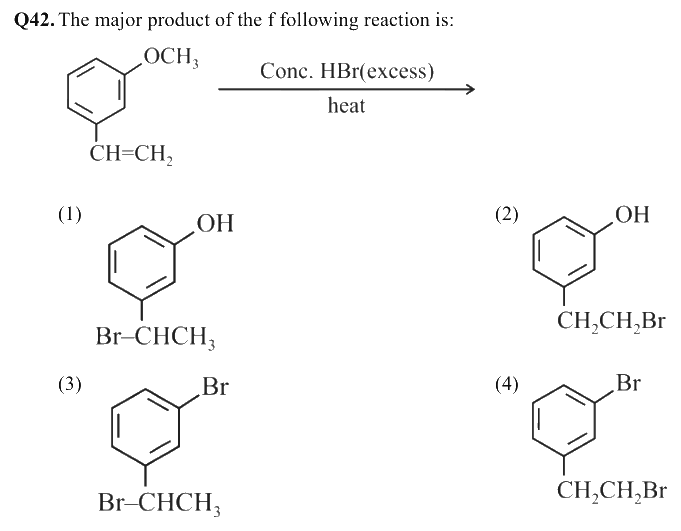 Q42. The major product of the f following reaction is:
OCH₃
Conc. HBr(excess)
heat
CH=CH₂
(1)
OH
Br–CHCH₃
(2)
OH
CH₂CH₂Br
(3)
Br
Br–CHCH₃
(4)
Br
CH₂CH₂Br